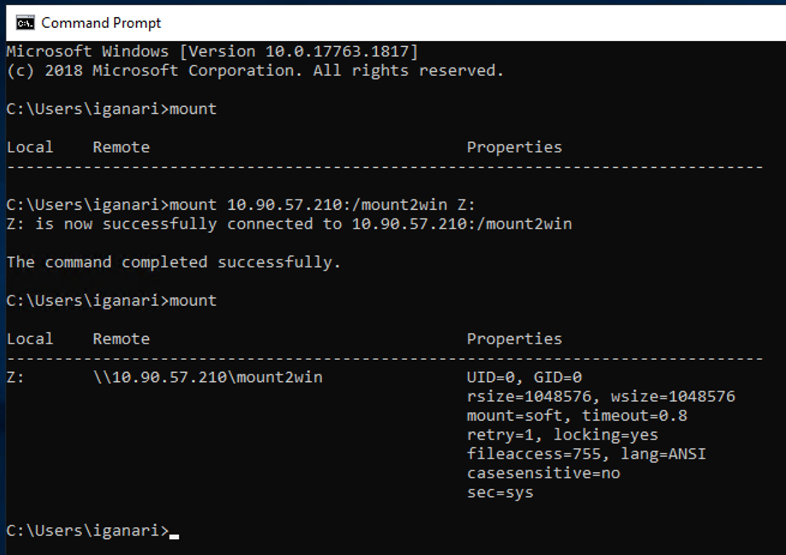 Command Prompt
Microsoft Windows [Version 10.0.17763.1817]
(c) 2018 Microsoft Corporation. All rights reserved.
C:\Users\iganari>mount
Local    Remote                                 Properties
-------------------------------------------------------------------------------
C:\Users\iganari>mount 10.90.57.210:/mount2win Z:
Z: is now successfully connected to 10.90.57.210:/mount2win
The command completed successfully.
C:\Users\iganari>mount
Local    Remote                                 Properties
-------------------------------------------------------------------------------
Z:       \\10.90.57.210\mount2win               UID=0, GID=0
                                                rsize=1048576, wsize=1048576
                                                mount=soft, timeout=0.8
                                                retry=1, locking=yes
                                                fileaccess=755, lang=ANSI
                                                casesensitive=no
                                                sec=sys
C:\Users\iganari>